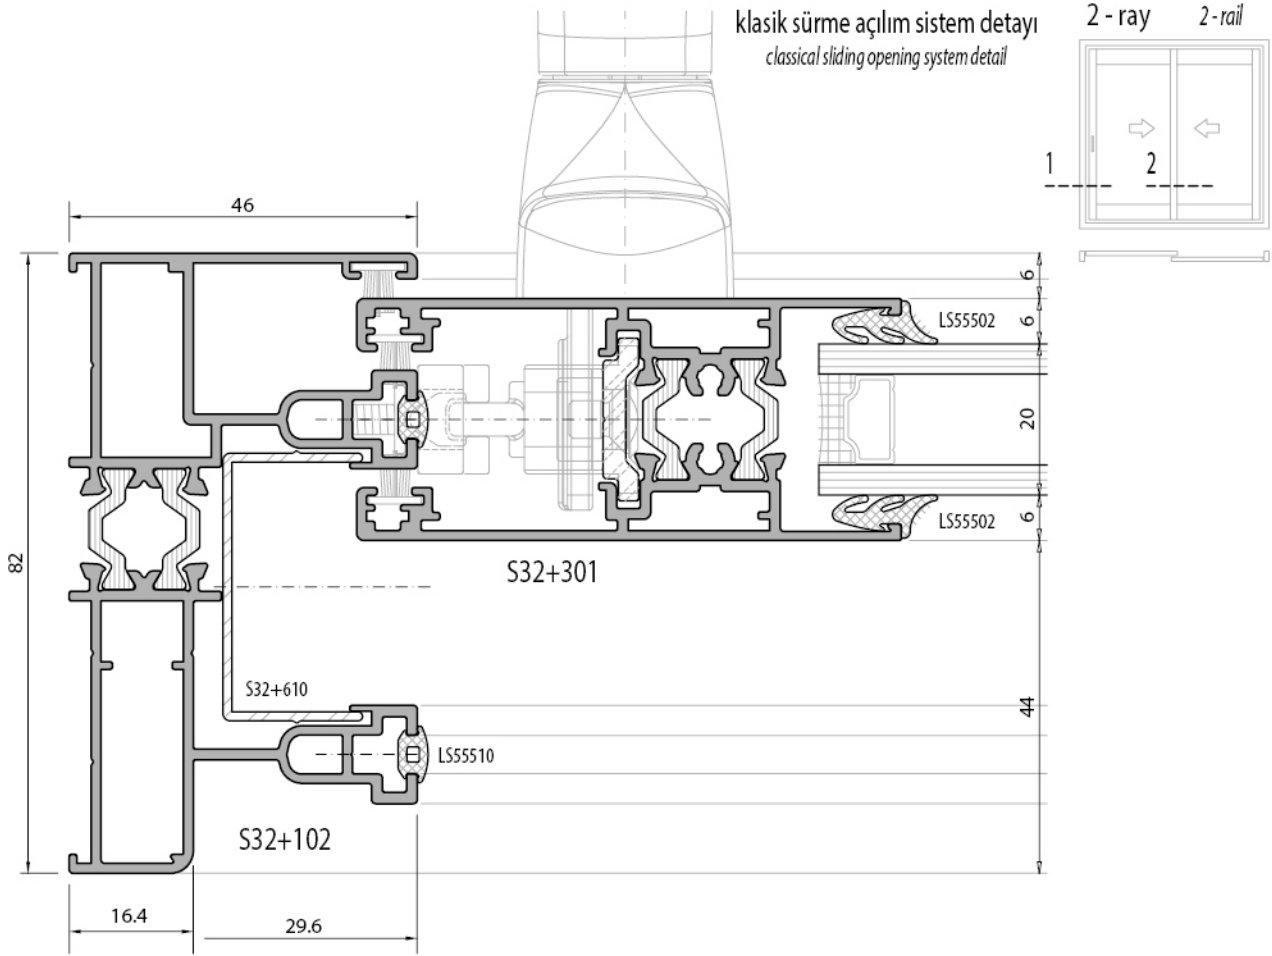 klasik sürme açılım sistem detayı
classical sliding opening system detail
2 - ray 2 - rail
1 2
46
6
6
LS55502
20
LS55502
6
S32+301
82
S32+610
44
LS55510
S32+102
16.4
29.6